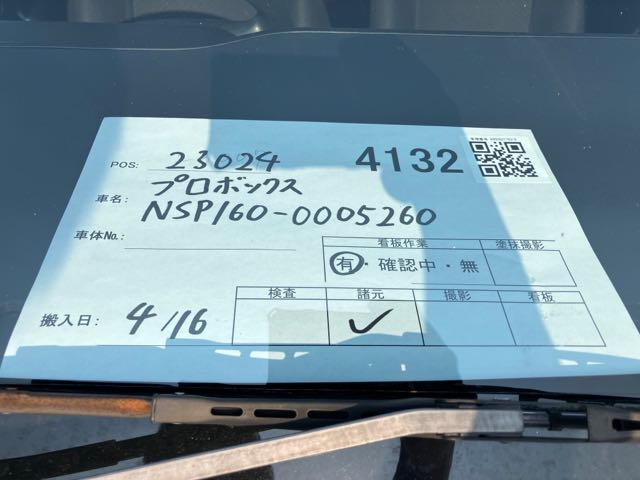 POS: 23024
4132
車名: プロボックス
車体No.: NSP160-0005260
看板作業 塗抹撮影
有・確認中・無
検査 諸元 撮影 看板
搬入日: 4/16 ✓